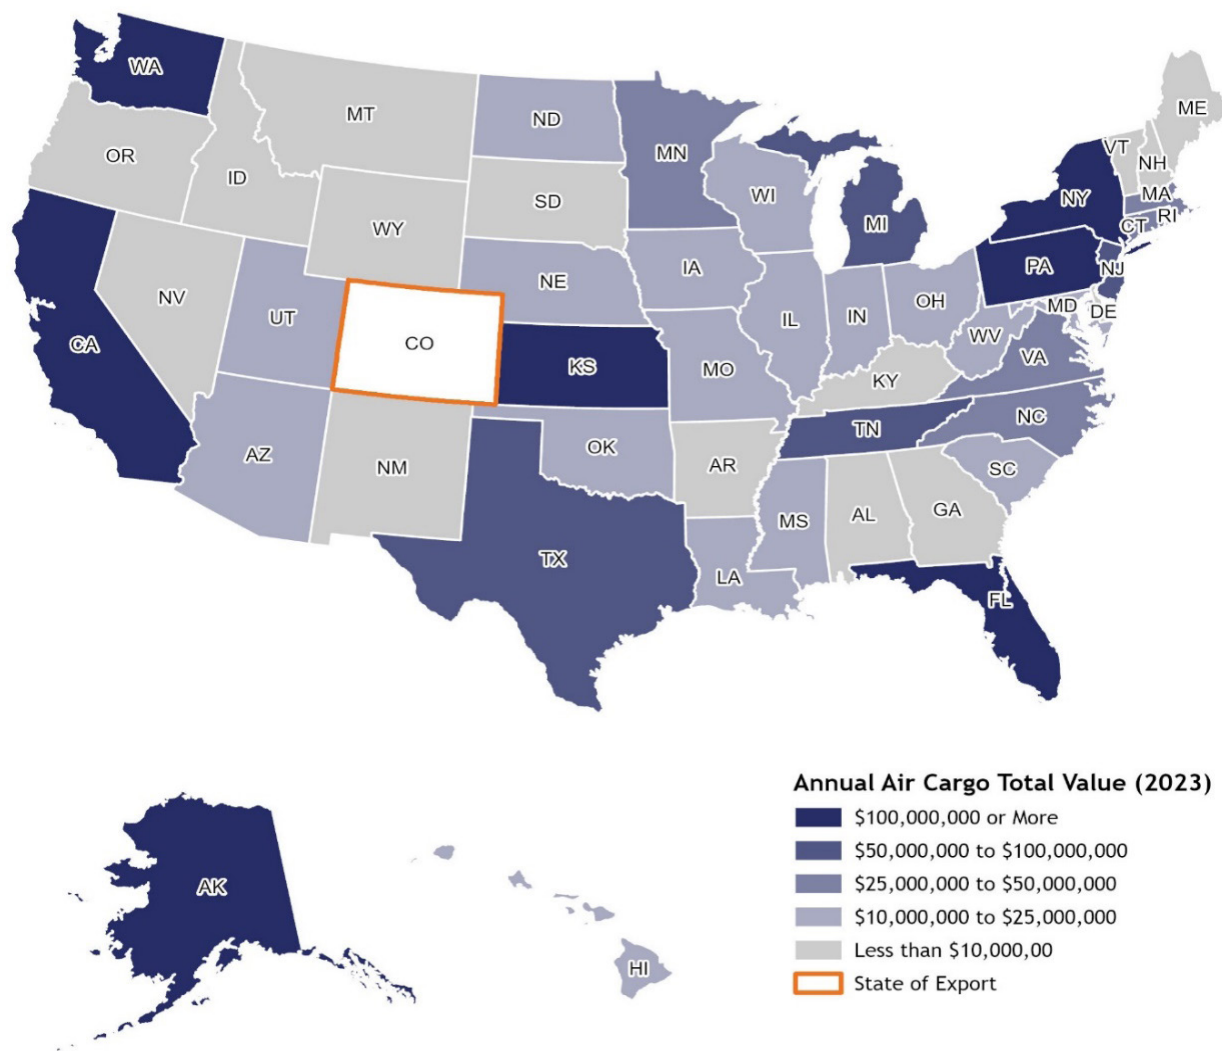 WA
MT
ND
ME
OR
ID
MN
VT
NH
SD
WI
MA
NY
RI
WY
MI
CT
IA
PA
NJ
NE
NV
UT
IL
IN
OH
MD
DE
CO
WV
CA
KS
MO
VA
KY
NC
TN
AZ
NM
OK
AR
SC
MS
AL
GA
TX
LA
FL
AK
HI
Annual Air Cargo Total Value (2023)
$100,000,000 or More
$50,000,000 to $100,000,000
$25,000,000 to $50,000,000
$10,000,000 to $25,000,000
Less than $10,000,00
State of Export